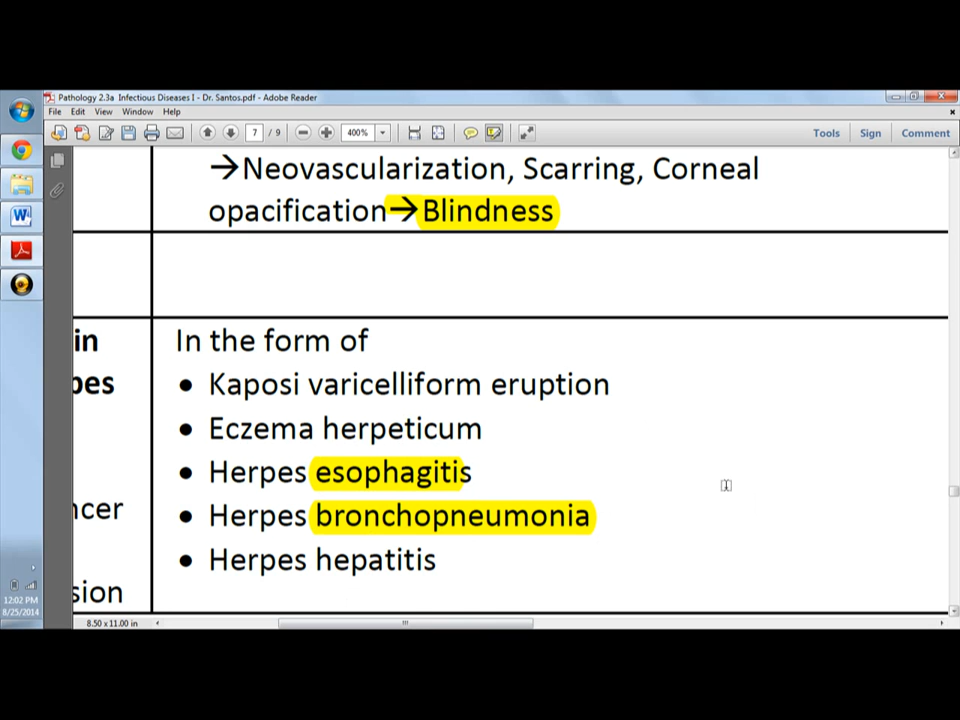 Pathology 2.3a Infectious Diseases I - Dr. Santos.pdf - Adobe Reader
File Edit View Window Help
7 / 9 400% Tools Sign Comment
→Neovascularization, Scarring, Corneal
opacification→Blindness
in In the form of
pes • Kaposi varicelliform eruption
• Eczema herpeticum
• Herpes esophagitis
ncer • Herpes bronchopneumonia
• Herpes hepatitis
sion
12:02 PM
8/25/2014
8.50 x 11.00 in